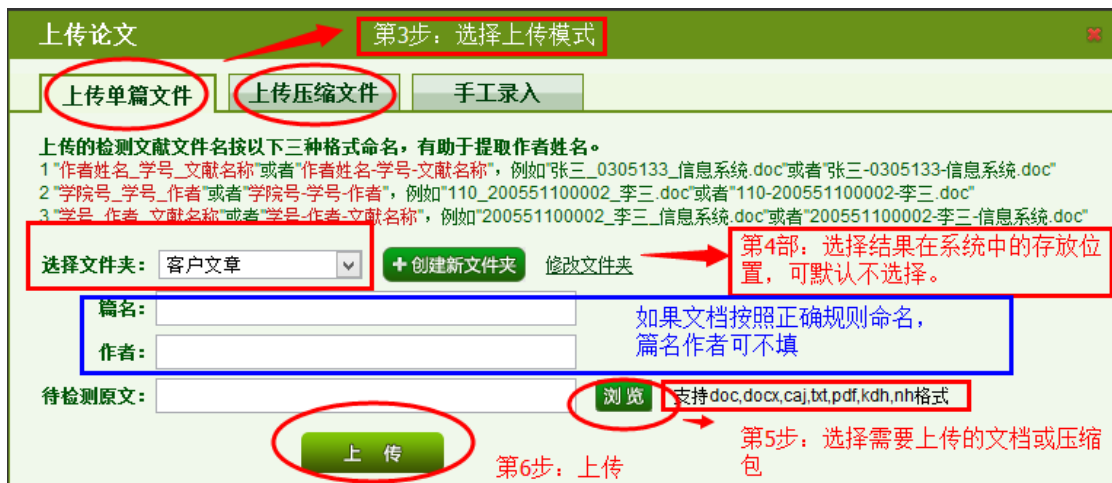 上传论文
第3步：选择上传模式
上传单篇文件
上传压缩文件
手工录入
上传的检测文献文件名按以下三种格式命名，有助于提取作者姓名。
1 "作者姓名_学号_文献名称"或者"作者姓名-学号-文献名称"，例如"张三_0305133_信息系统.doc"或者"张三-0305133-信息系统.doc"
2 "学院号_学号_作者"或者"学院号-学号-作者"，例如"110_200551100002_李三.doc"或者"110-200551100002-李三.doc"
3 "学号_作者_文献名称"或者"学号-作者-文献名称"，例如"200551100002_李三_信息系统.doc"或者"200551100002-李三-信息系统.doc"
选择文件夹：
客户文章
+创建新文件夹
修改文件夹
第4部：选择结果在系统中的存放位
置，可默认不选择。
篇名：
如果文档按照正确规则命名，
篇名作者可不填
作者：
待检测原文：
浏 览
支持doc,docx,caj,txt,pdf,kdh,nh格式
上 传
第6步：上传
第5步：选择需要上传的文档或压缩
包